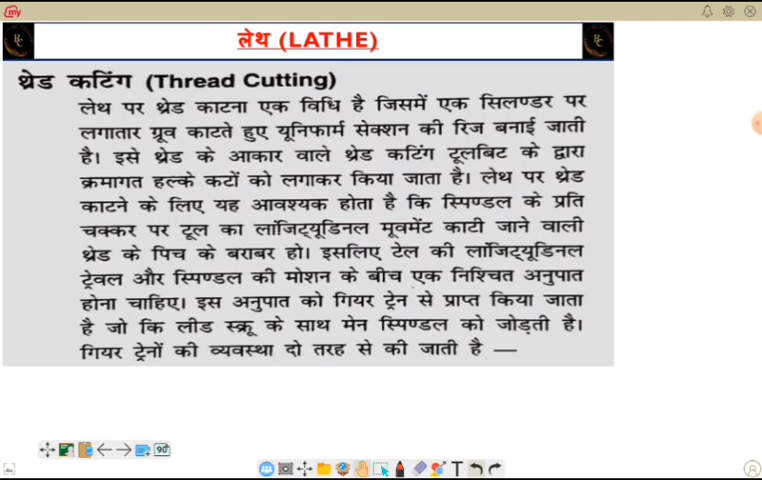 my
लेथ (LATHE)
थ्रेड कटिंग (Thread Cutting)
लेथ पर थ्रेड काटना एक विधि है जिसमें एक सिलण्डर पर
लगातार ग्रूव काटते हुए यूनिफार्म सेक्शन की रिज बनाई जाती
है। इसे थ्रेड के आकार वाले थ्रेड कटिंग टूलबिट के द्वारा
क्रमागत हल्के कटों को लगाकर किया जाता है। लेथ पर थ्रेड
काटने के लिए यह आवश्यक होता है कि स्पिण्डल के प्रति
चक्कर पर टूल का लांजिट्यूडिनल मूवमेंट काटी जाने वाली
थ्रेड के पिच के बराबर हो। इसलिए टेल की लांजिट्यूडिनल
ट्रेवल और स्पिण्डल की मोशन के बीच एक निश्चित अनुपात
होना चाहिए। इस अनुपात को गियर ट्रेन से प्राप्त किया जाता
है जो कि लीड स्क्रू के साथ मेन स्पिण्डल को जोड़ती है।
गियर ट्रेनों की व्यवस्था दो तरह से की जाती है —
90
T